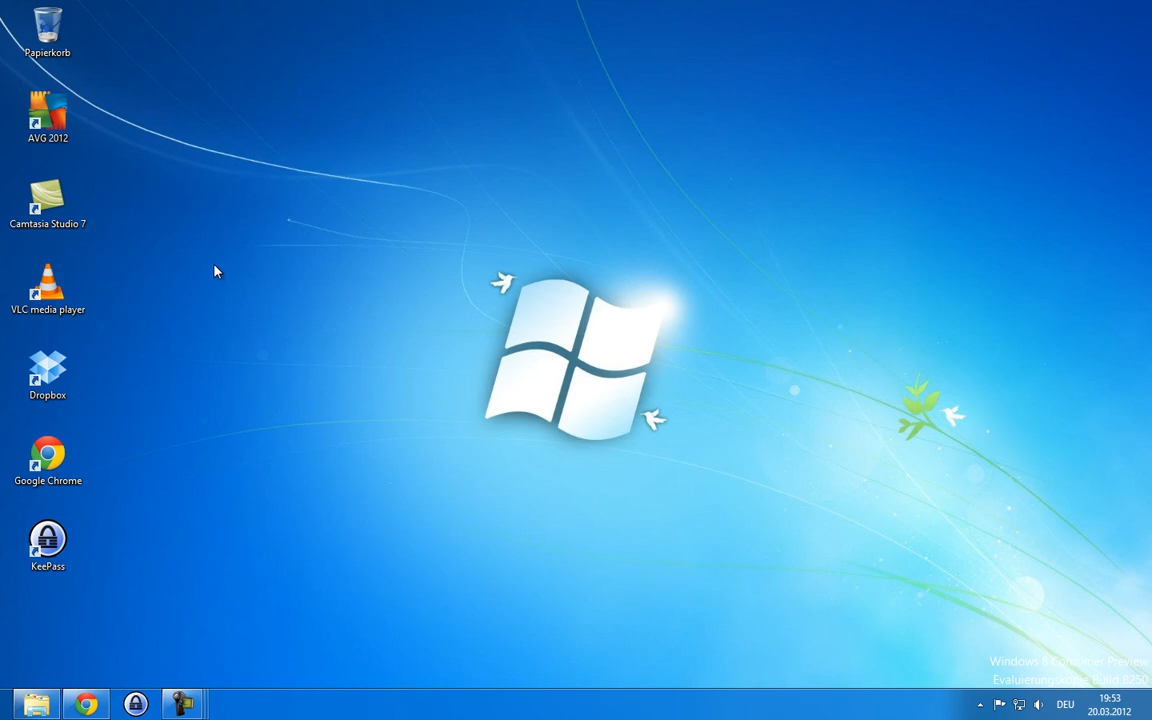 Papierkorb
AVG 2012
Camtasia Studio 7
VLC media player
Dropbox
Google Chrome
KeePass
Windows 8 Consumer Preview
Evaluierungskopie Build 8250
DEU
19:53
20.03.2012